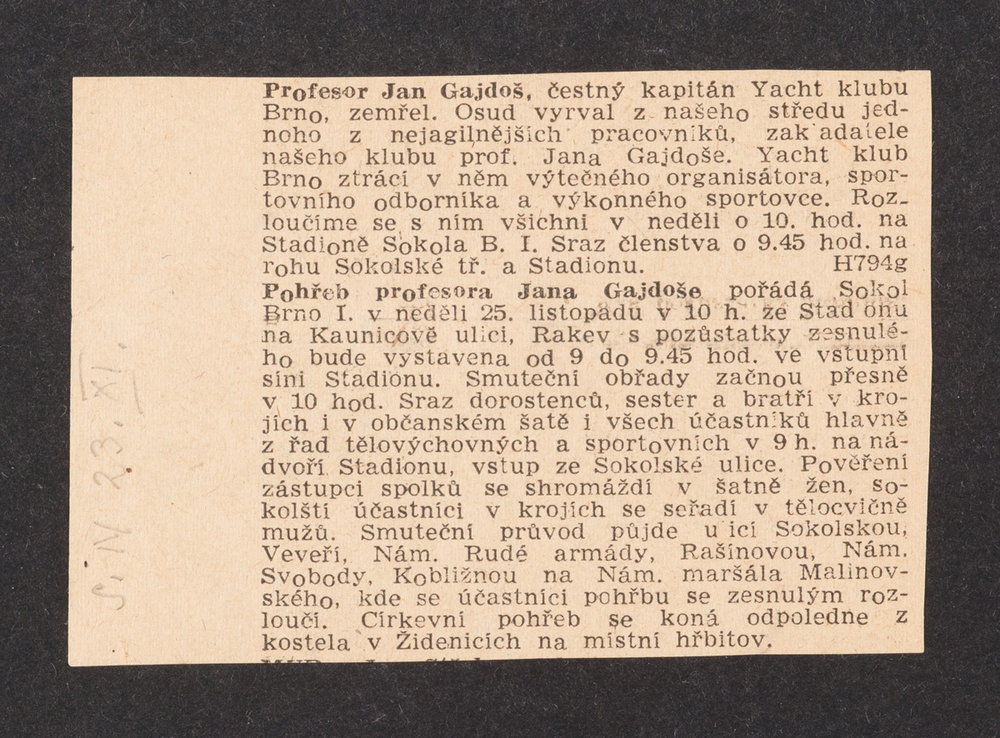 Profesor Jan Gajdoš, čestný kapitán Yacht klubu
Brno, zemřel. Osud vyrval z našeho středu jed-
noho z nejagilnějších pracovníků, zak adatele
našeho klubu prof. Jana Gajdoše. Yacht klub
Brno ztrácí v něm výtečného organisátora, spor-
tovního odborníka a výkonného sportovce. Roz-
loučíme se s ním všichni v neděli o 10. hod. na
Stadioně Sokola B. I. Sraz členstva o 9.45 hod. na
rohu Sokolské tř. a Stadionu. H794g
Pohřeb profesora Jana Gajdoše pořádá Sokol
Brno I. v neděli 25. listopadu v 10 h. ze Stad onu
na Kaunicově ulici, Rakev s pozůstatky zesnulé-
ho bude vystavena od 9 do 9.45 hod. ve vstupní
síni Stadionu. Smuteční obřady začnou přesně
v 10 hod. Sraz dorostenců, sester a bratří v kro-
jích i v občanském šatě i všech účastníků hlavně
z řad tělovýchovných a sportovních v 9 h. na ná-
dvoří Stadionu, vstup ze Sokolské ulice. Pověření
zástupci spolků se shromáždí v šatně žen, so-
kolští účastníci v krojích se seřadí v tělocvičně
mužů. Smuteční průvod půjde u icí Sokolskou,
Veveří, Nám. Rudé armády, Rašínovou, Nám.
Svobody, Kobližnou na Nám. maršála Malinov-
ského, kde se účastníci pohřbu se zesnulým roz-
loučí. Církevní pohřeb se koná odpoledne z
kostela v Židenicích na místní hřbitov.
S. N 23. XI.